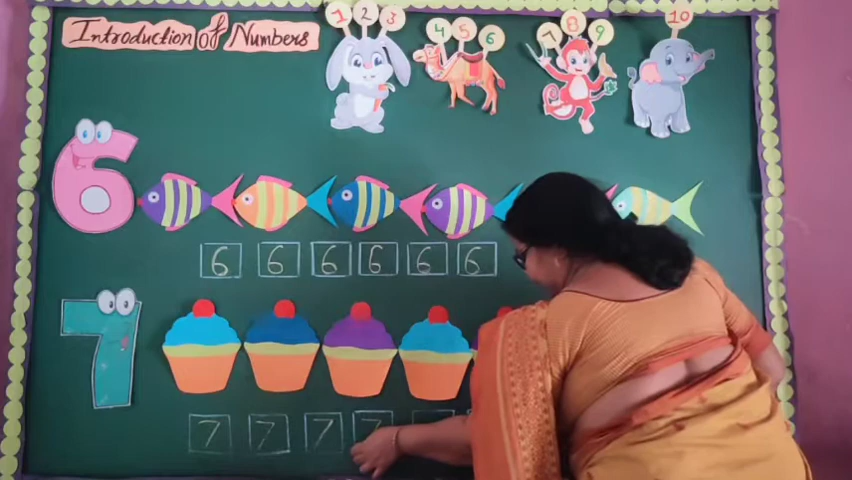 Introduction of Numbers
1 2 3 4 5 6 7 8 9 10
6
6 6 6 6 6 6
7
7 7 7 7